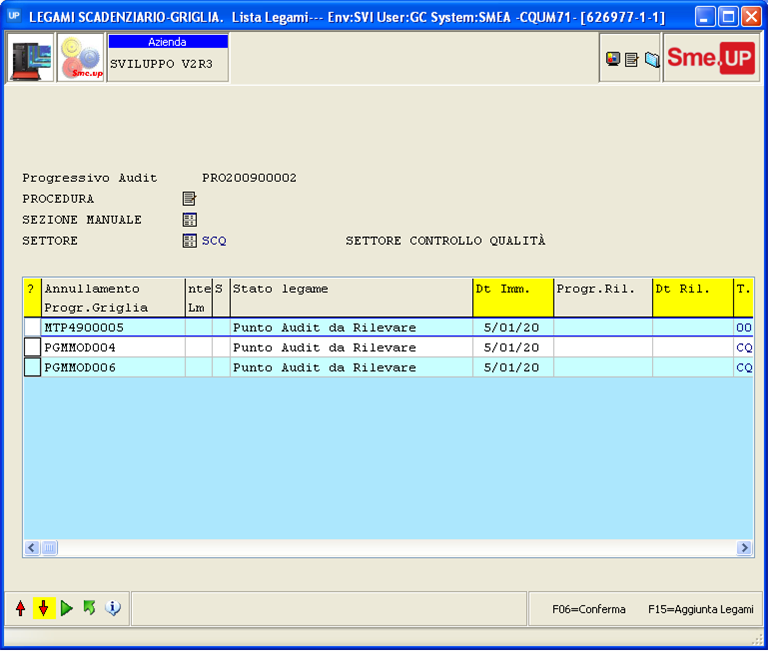 UP LEGAMI SCADENZIARIO-GRIGLIA. Lista Legami--- Env:SVI User:GC System:SMEA -CQUM71- [626977-1-1]
Sme.up
Azienda
SVILUPPO V2R3
Sme.UP
Progressivo Audit PRO200900002
PROCEDURA
SEZIONE MANUALE
SETTORE SCQ SETTORE CONTROLLO QUALITÀ
? Annullamento nte S Stato legame Dt Imm. Progr.Ril. Dt Ril. T.
Progr.Griglia Lm
MTP4900005 Punto Audit da Rilevare 5/01/20 OO
PGMMOD004 Punto Audit da Rilevare 5/01/20 CQ
PGMMOD006 Punto Audit da Rilevare 5/01/20 CQ
F06=Conferma F15=Aggiunta Legami